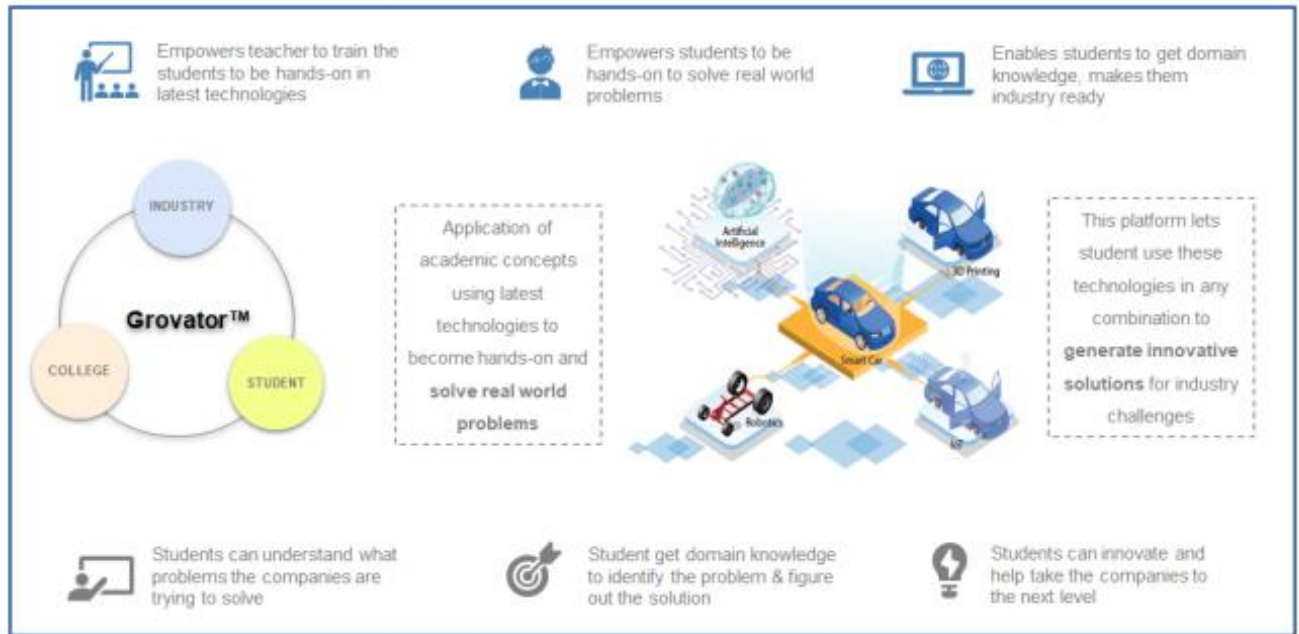 Empowers teacher to train the
students to be hands-on in
latest technologies
Empowers students to be
hands-on to solve real world
problems
Enables students to get domain
knowledge, makes them
industry ready
INDUSTRY
Grovator™
COLLEGE
STUDENT
Application of
academic concepts
using latest
technologies to
become hands-on and
solve real world
problems
Artificial
Intelligence
3D Printing
Smart Car
Robotics
IoT
This platform lets
student use these
technologies in any
combination to
generate innovative
solutions for industry
challenges
Students can understand what
problems the companies are
trying to solve
Student get domain knowledge
to identify the problem & figure
out the solution
Students can innovate and
help take the companies to
the next level